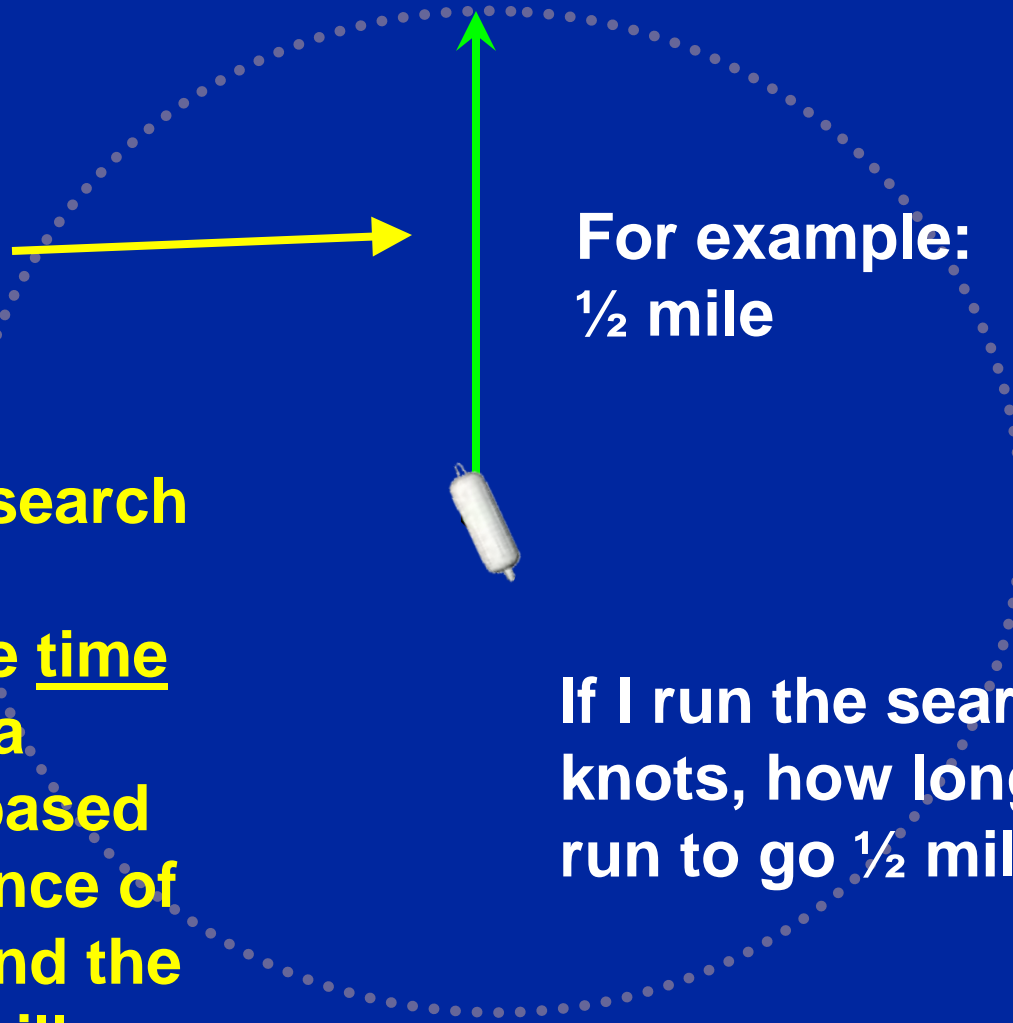 For example:
½ mile
search
e time
a
based
nce of
nd the
If I run the sear
knots, how long
run to go ½ mil